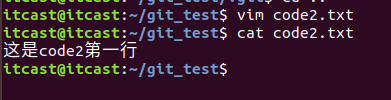 itcast@itcast:~/git_test$ vim code2.txt
itcast@itcast:~/git_test$ cat code2.txt
这是code2第一行
itcast@itcast:~/git_test$